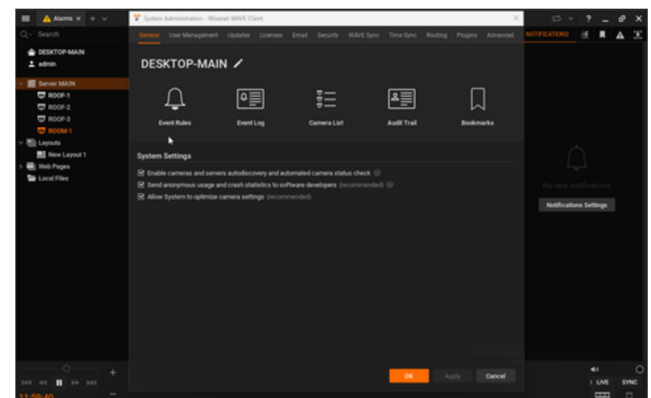 Alarms
System Administration - Wisenet WAVE Client
Search
General User Management Updates Licenses Email Security WAVE Sync Time Sync Routing Plugins Advanced
NOTIFICATIONS
DESKTOP-MAIN
admin
DESKTOP-MAIN
Server MAIN
ROOF-1
ROOF-2
ROOF-3
ROOM-1
Layouts
New Layout 1
Web Pages
Local Files
Event Rules Event Log Camera List Audit Trail Bookmarks
System Settings
Enable cameras and servers autodiscovery and automated camera status check
Send anonymous usage and crash statistics to software developers (recommended)
Allow System to optimize camera settings (recommended)
No new notifications
Notifications Settings
OK Apply Cancel
LIVE SYNC
11:59:40